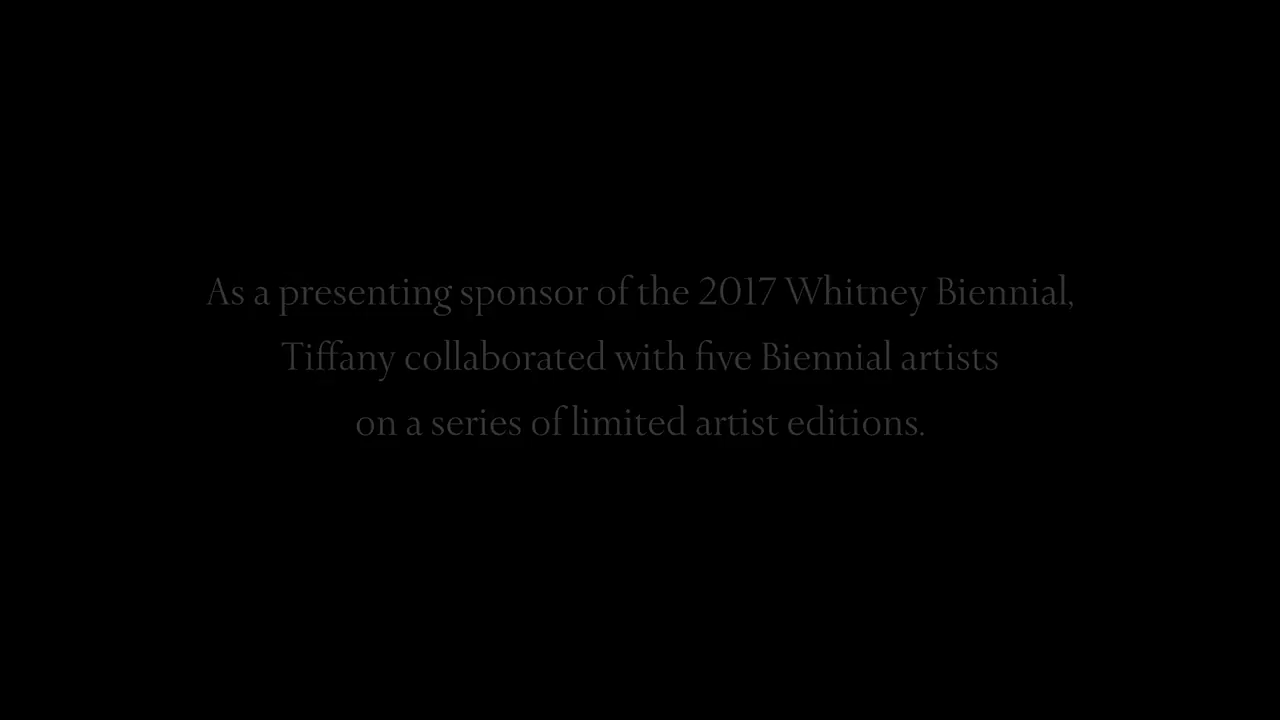 As a presenting sponsor of the 2017 Whitney Biennial,
Tiffany collaborated with five Biennial artists
on a series of limited artist editions.